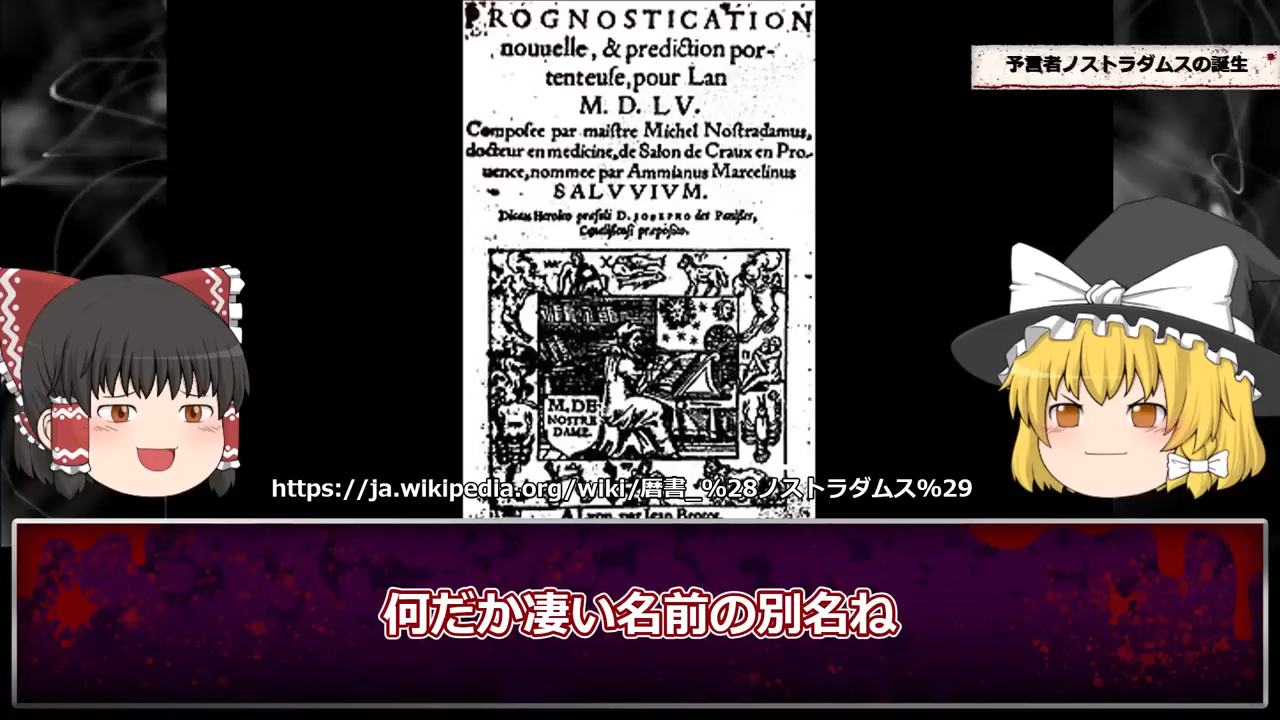 PROGNOSTICATION
nouuelle, & prediction por-
tenteuſe, pour Lan
M. D. LV.
Compoſee par maiſtre Michel Noſtradamus,
docteur en medicine, de Salon de Craux en Pro-
uence, nommee par Ammianus Marcelinus
SALVVIVM.
M. DE
NOSTRE
DAME.
予言者ノストラダムスの誕生
https://ja.wikipedia.org/wiki/暦書_%28ノストラダムス%29
何だか凄い名前の別名ね